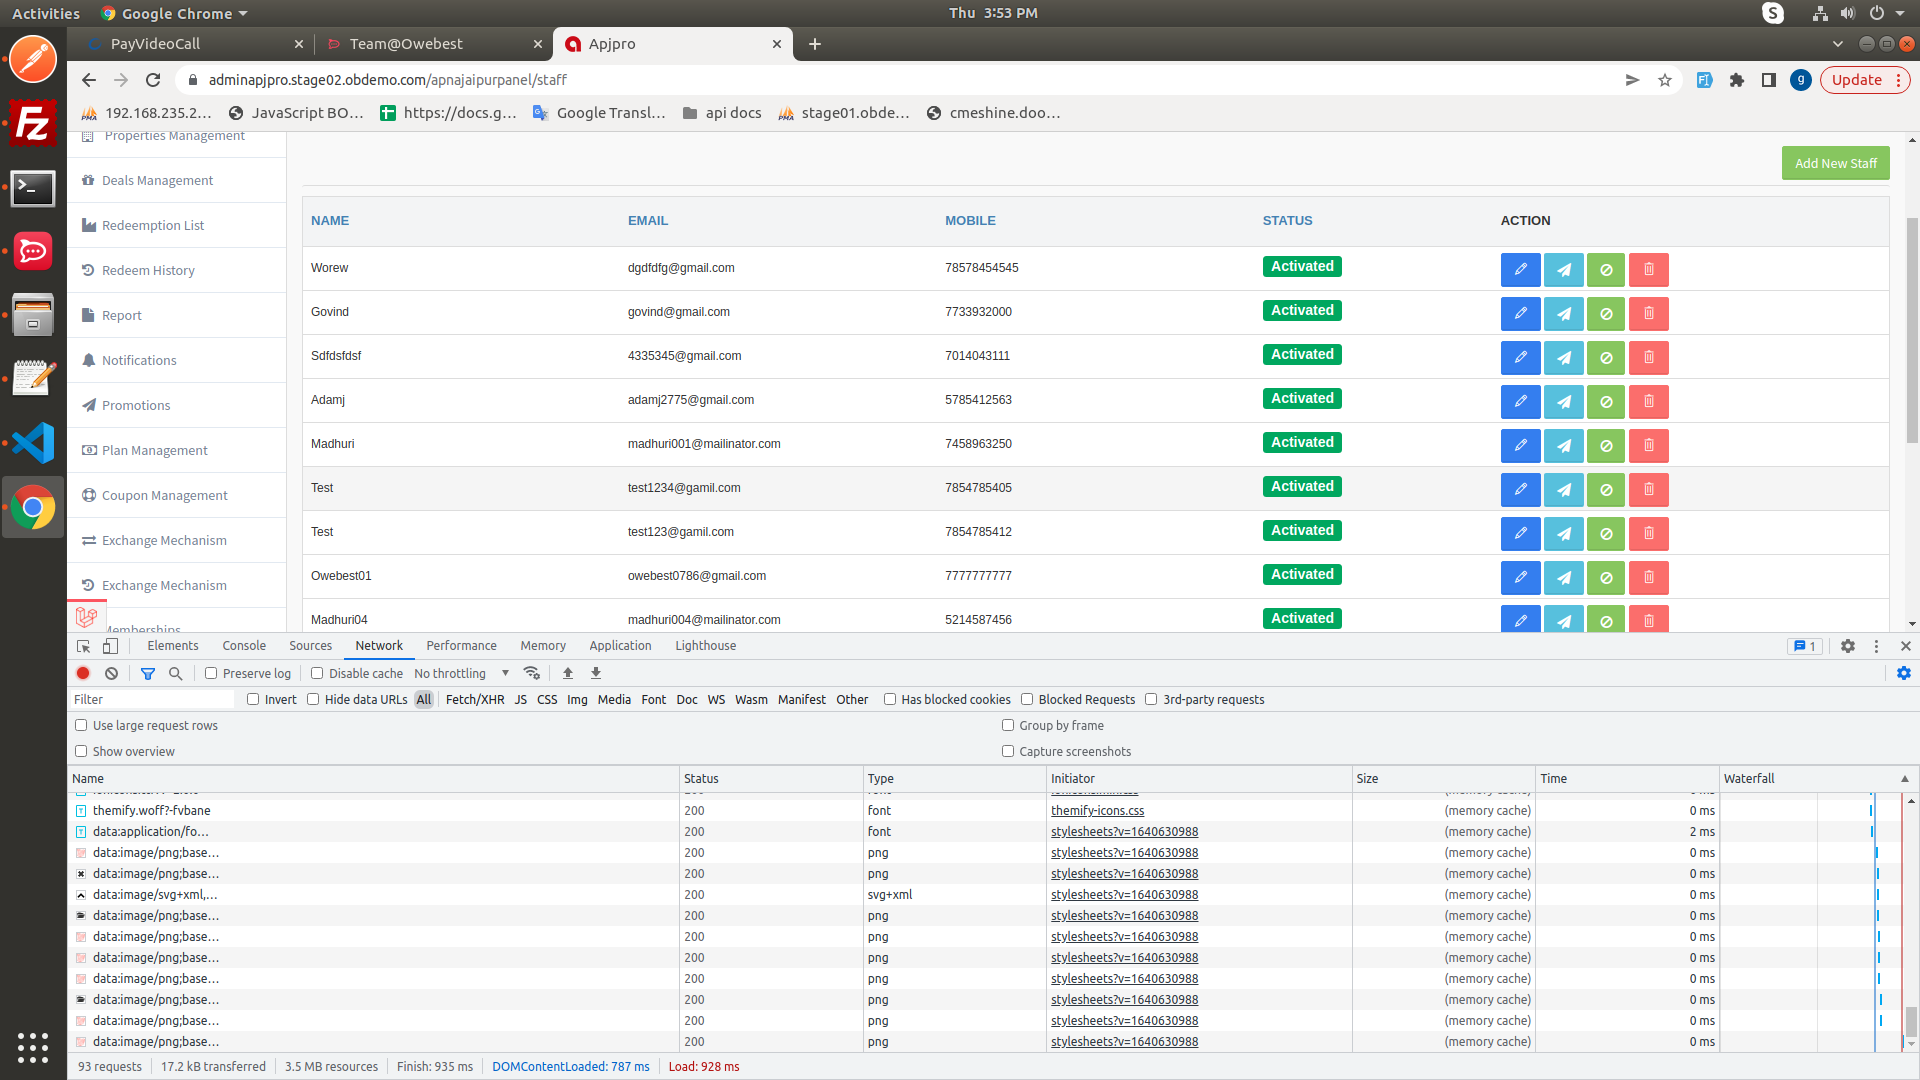 Activities Google Chrome Thu 3:53 PM
PayVideoCall Team@Owebest Apjpro
adminapjpro.stage02.obdemo.com/apnajaipurpanel/staff g Update
192.168.235.2… JavaScript BO… https://docs.g… Google Transl… api docs stage01.obde… cmeshine.doo…
Properties Management
Deals Management
Redeemption List
Redeem History
Report
Notifications
Promotions
Plan Management
Coupon Management
Exchange Mechanism
Exchange Mechanism
Memberships
Add New Staff
NAME EMAIL MOBILE STATUS ACTION
Worew dgdfdfg@gmail.com 78578454545 Activated
Govind govind@gmail.com 7733932000 Activated
Sdfdsfdsf 4335345@gmail.com 7014043111 Activated
Adamj adamj2775@gmail.com 5785412563 Activated
Madhuri madhuri001@mailinator.com 7458963250 Activated
Test test1234@gamil.com 7854785405 Activated
Test test123@gamil.com 7854785412 Activated
Owebest01 owebest0786@gmail.com 7777777777 Activated
Madhuri04 madhuri004@mailinator.com 5214587456 Activated
Elements Console Sources Network Performance Memory Application Lighthouse 1
Preserve log Disable cache No throttling
Filter Invert Hide data URLs All Fetch/XHR JS CSS Img Media Font Doc WS Wasm Manifest Other Has blocked cookies Blocked Requests 3rd-party requests
Use large request rows Group by frame
Show overview Capture screenshots
Name Status Type Initiator Size Time Waterfall
themify.woff?-fvbane 200 font themify-icons.css (memory cache) 0 ms
data:application/fo… 200 font stylesheets?v=1640630988 (memory cache) 2 ms
data:image/png;base… 200 png stylesheets?v=1640630988 (memory cache) 0 ms
data:image/png;base… 200 png stylesheets?v=1640630988 (memory cache) 0 ms
data:image/svg+xml,… 200 svg+xml stylesheets?v=1640630988 (memory cache) 0 ms
data:image/png;base… 200 png stylesheets?v=1640630988 (memory cache) 0 ms
data:image/png;base… 200 png stylesheets?v=1640630988 (memory cache) 0 ms
data:image/png;base… 200 png stylesheets?v=1640630988 (memory cache) 0 ms
data:image/png;base… 200 png stylesheets?v=1640630988 (memory cache) 0 ms
data:image/png;base… 200 png stylesheets?v=1640630988 (memory cache) 0 ms
data:image/png;base… 200 png stylesheets?v=1640630988 (memory cache) 0 ms
data:image/png;base… 200 png stylesheets?v=1640630988 (memory cache) 0 ms
93 requests 17.2 kB transferred 3.5 MB resources Finish: 935 ms DOMContentLoaded: 787 ms Load: 928 ms